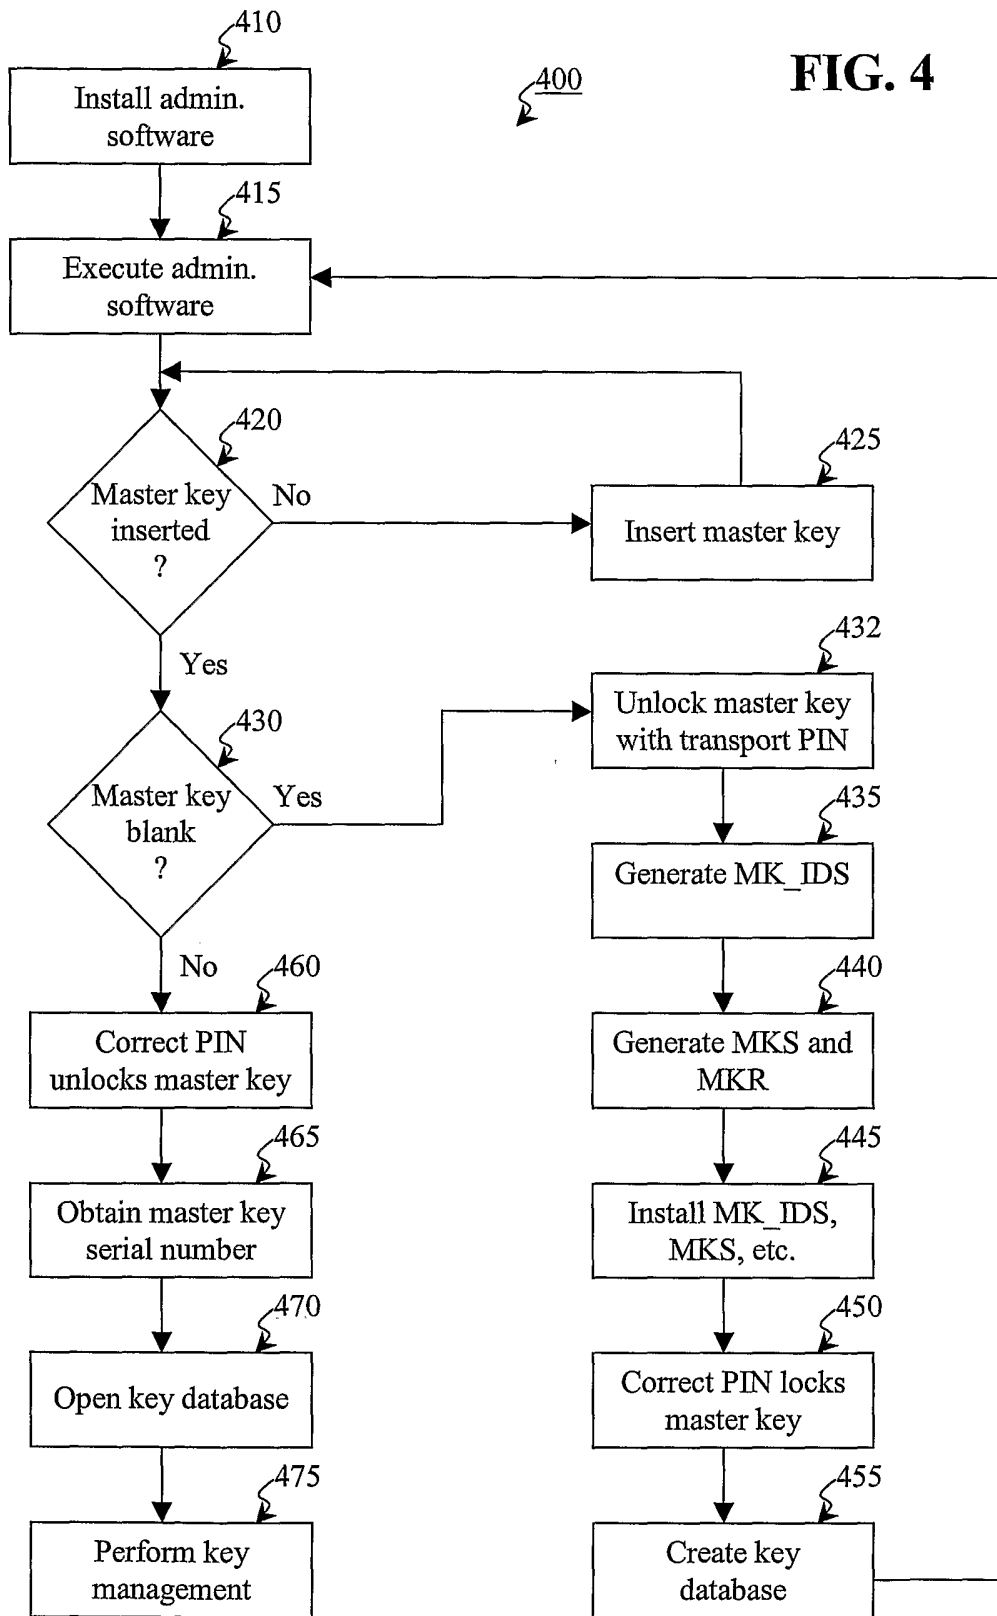 410
400
FIG. 4
Install admin.
software
415
Execute admin.
software
420
Master key
inserted
?
No
425
Insert master key
Yes
430
Master key
blank
?
Yes
432
Unlock master key
with transport PIN
435
Generate MK_IDS
No
460
Correct PIN
unlocks master key
440
Generate MKS and
MKR
465
Obtain master key
serial number
445
Install MK_IDS,
MKS, etc.
470
Open key database
450
Correct PIN locks
master key
475
Perform key
management
455
Create key
database